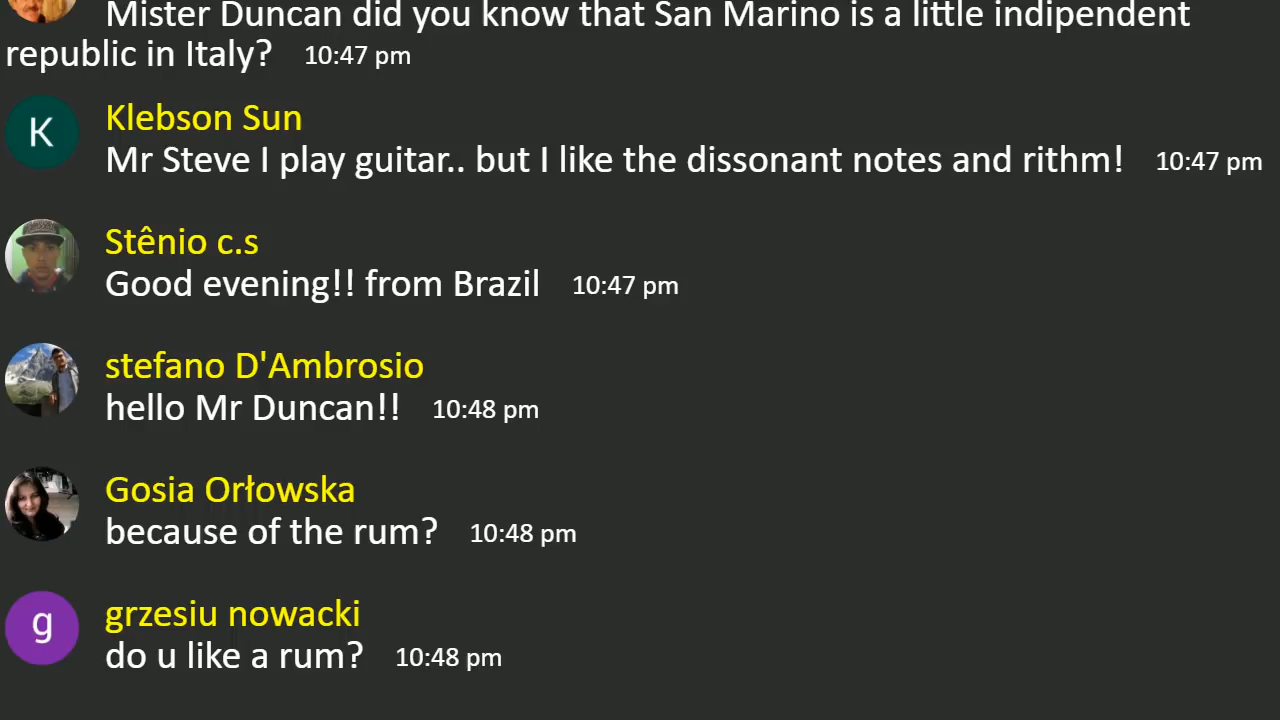 Mister Duncan did you know that San Marino is a little indipendent
republic in Italy? 10:47 pm
K
Klebson Sun
Mr Steve I play guitar.. but I like the dissonant notes and rithm! 10:47 pm
Stênio c.s
Good evening!! from Brazil 10:47 pm
stefano D'Ambrosio
hello Mr Duncan!! 10:48 pm
Gosia Orłowska
because of the rum? 10:48 pm
g
grzesiu nowacki
do u like a rum? 10:48 pm